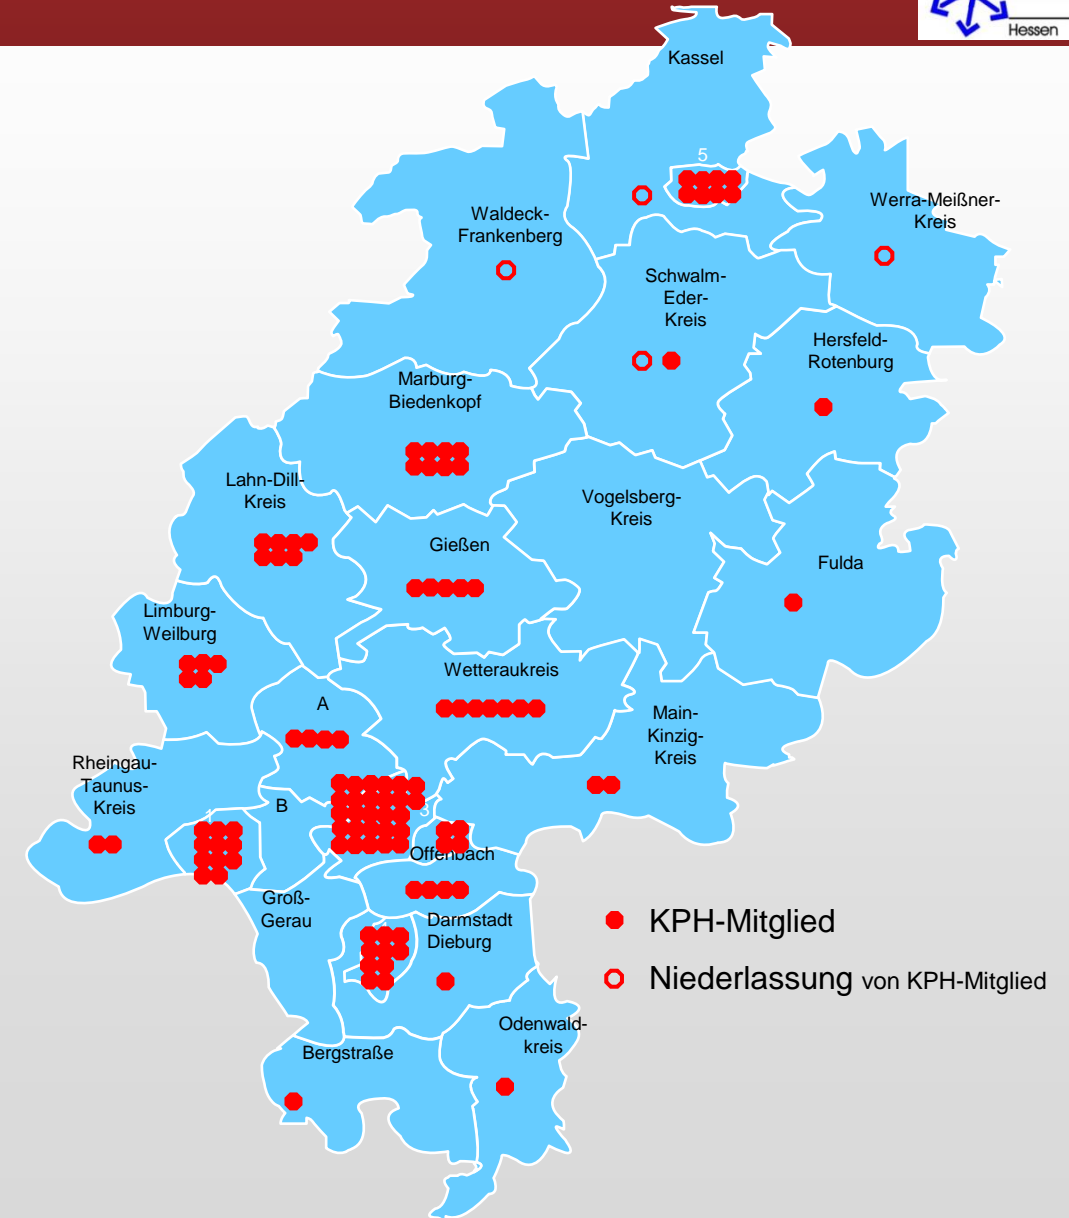 Hessen
Kassel
5
Werra-Meißner-
Kreis
Waldeck-
Frankenberg
Schwalm-
Eder-
Kreis
Hersfeld-
Rotenburg
Marburg-
Biedenkopf
Lahn-Dill-
Kreis
Vogelsberg-
Kreis
Gießen
Fulda
Limburg-
Weilburg
Wetteraukreis
A
Main-
Kinzig-
Kreis
Rheingau-
Taunus-
Kreis
B
1
3
Offenbach
Groß-
Gerau
Darmstadt
Dieburg
KPH-Mitglied
Niederlassung von KPH-Mitglied
Odenwald-
kreis
Bergstraße